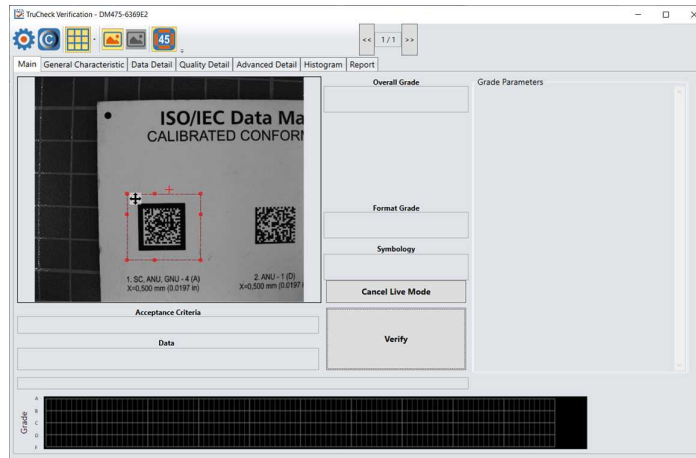 TruCheck Verification - DM475-6369E2
45
<< 1 / 1 >>
Main General Characteristic Data Detail Quality Detail Advanced Detail Histogram Report
Overall Grade
Grade Parameters
ISO/IEC Data Ma
CALIBRATED CONFOR
Format Grade
Symbology
1. SC, ANU, GNU - 4 (A)
X=0,500 mm (0.0197 in)
2. ANU - 1 (D)
X=0,500 mm (0.0197 i
Cancel Live Mode
Acceptance Criteria
Data
Verify
Grade
A
B
C
D
F